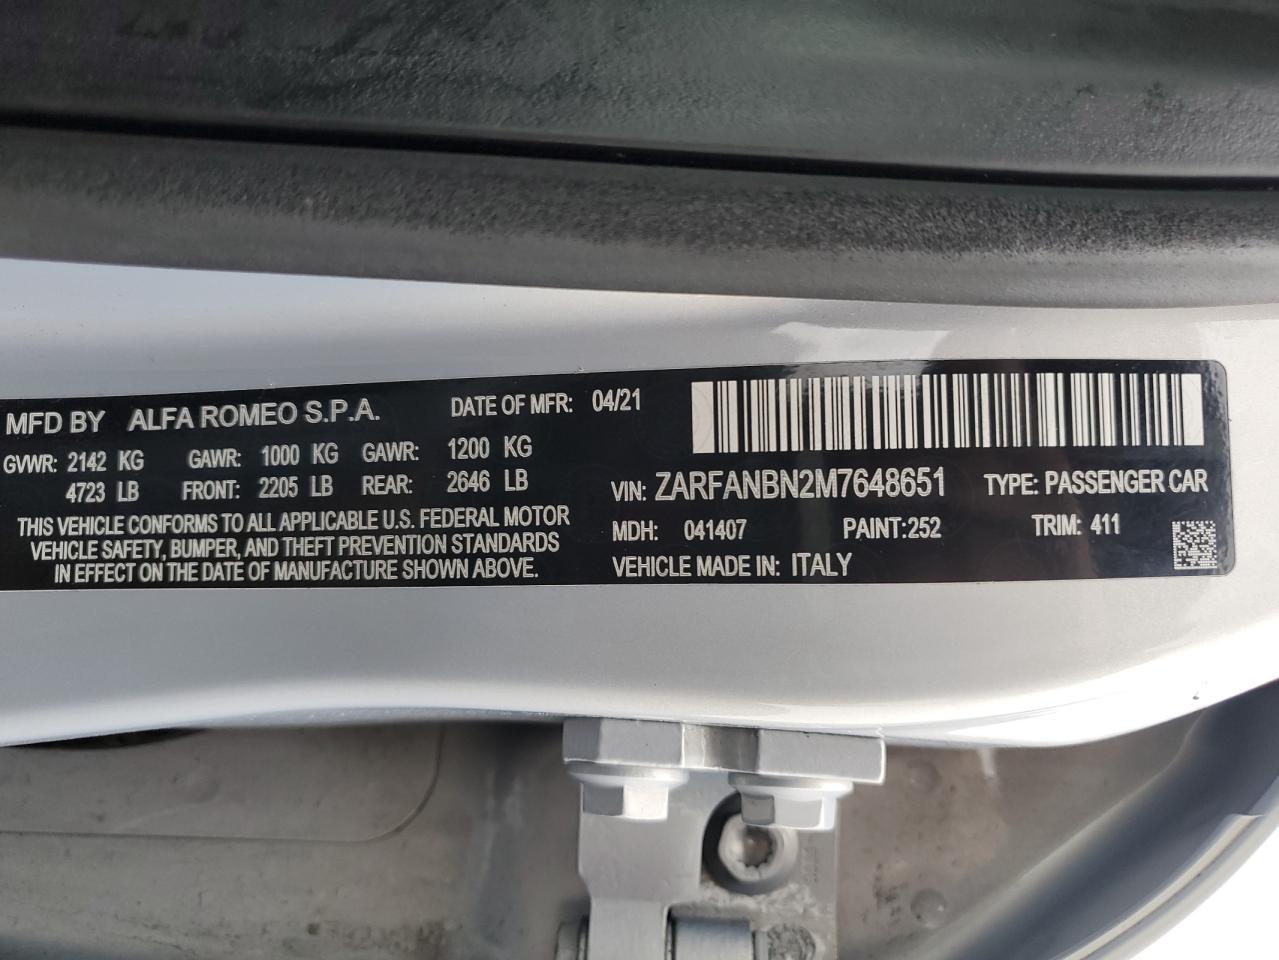 MFD BY ALFA ROMEO S.P.A. DATE OF MFR: 04/21
GVWR: 2142 KG GAWR: 1000 KG GAWR: 1200 KG
4723 LB FRONT: 2205 LB REAR: 2646 LB
THIS VEHICLE CONFORMS TO ALL APPLICABLE U.S. FEDERAL MOTOR
VEHICLE SAFETY, BUMPER, AND THEFT PREVENTION STANDARDS
IN EFFECT ON THE DATE OF MANUFACTURE SHOWN ABOVE.
VIN: ZARFANBN2M7648651 TYPE: PASSENGER CAR
MDH: 041407 PAINT:252 TRIM: 411
VEHICLE MADE IN: ITALY